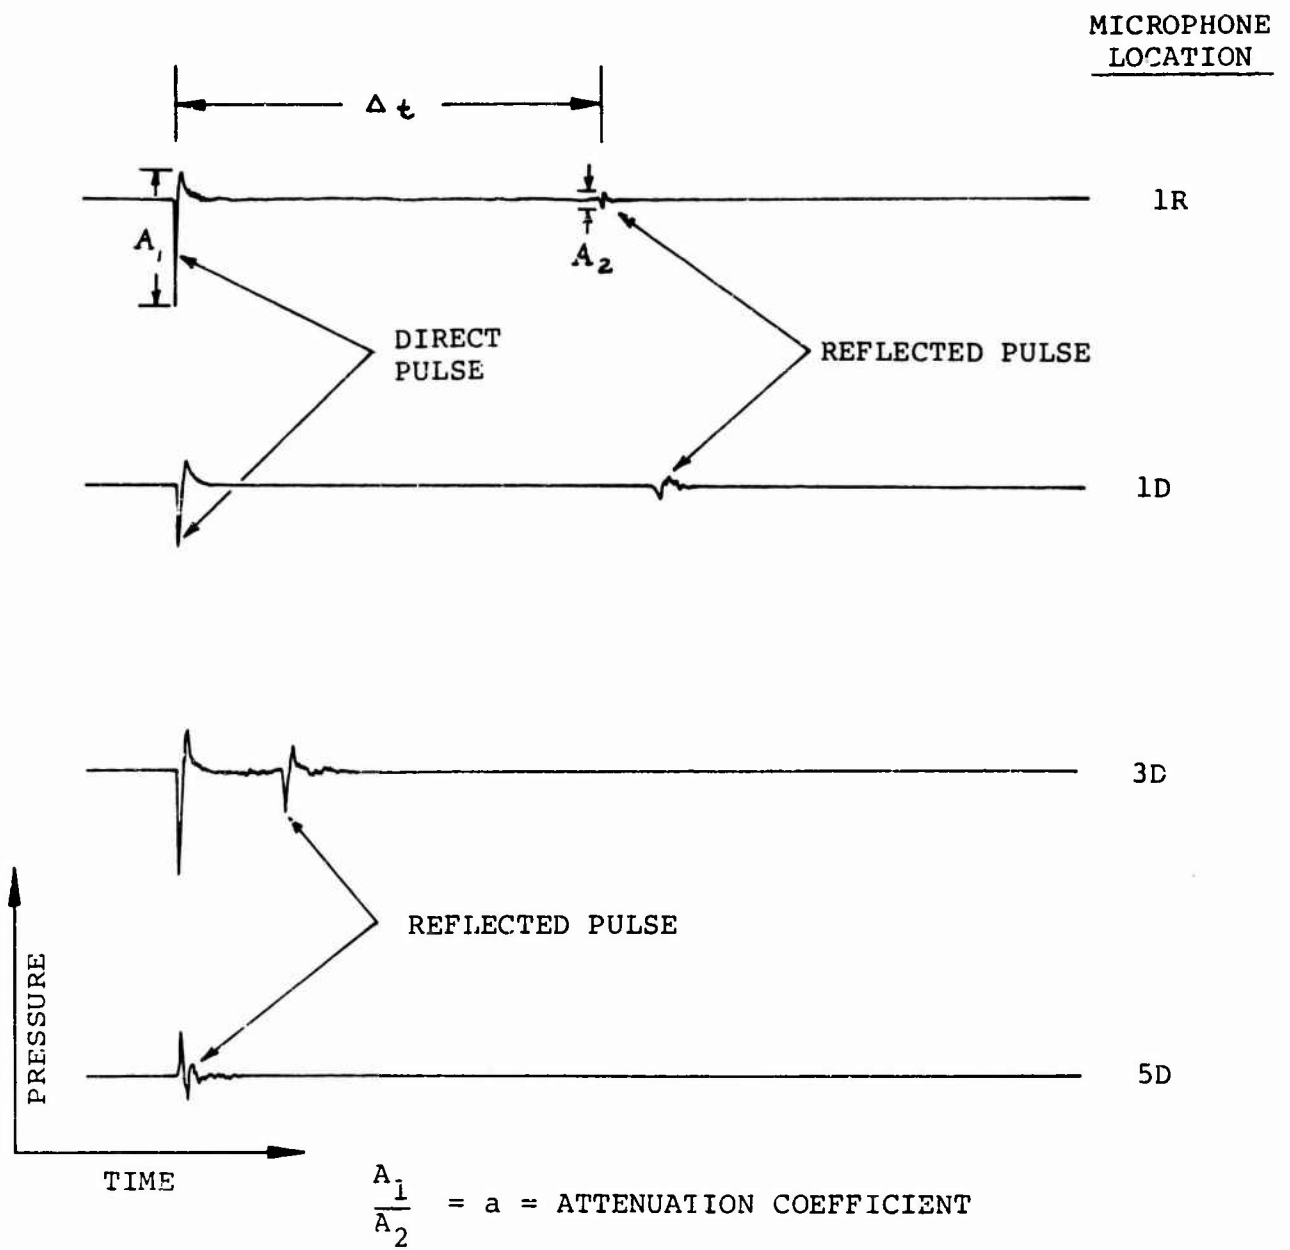 MICROPHONE
LOCATION
Δt
1R
A1
A2
DIRECT
PULSE
REFLECTED PULSE
1D
3D
REFLECTED PULSE
PRESSURE
5D
TIME
A1
A2
= a = ATTENUATION COEFFICIENT